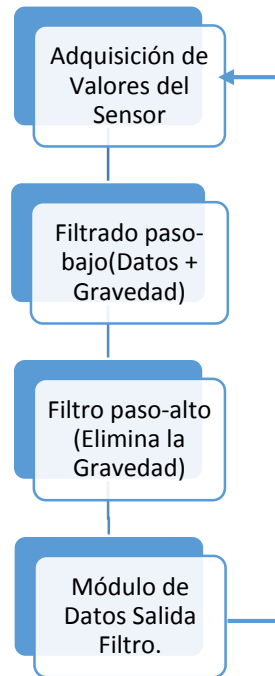 Adquisición de
Valores del
Sensor
Filtrado paso-
bajo(Datos +
Gravedad)
Filtro paso-alto
(Elimina la
Gravedad)
Módulo de
Datos Salida
Filtro.